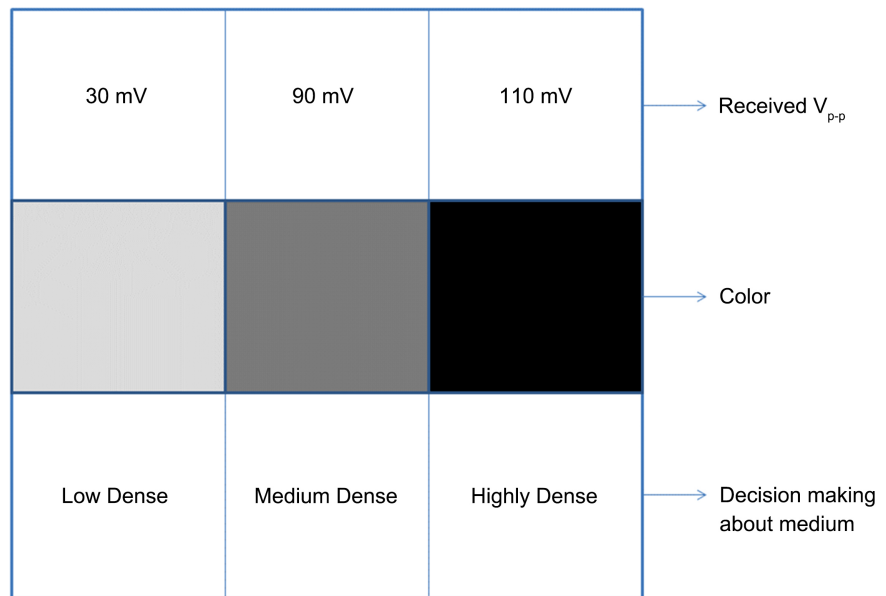 30 mV
90 mV
110 mV
Received Vp-p
Color
Low Dense
Medium Dense
Highly Dense
Decision making
about medium